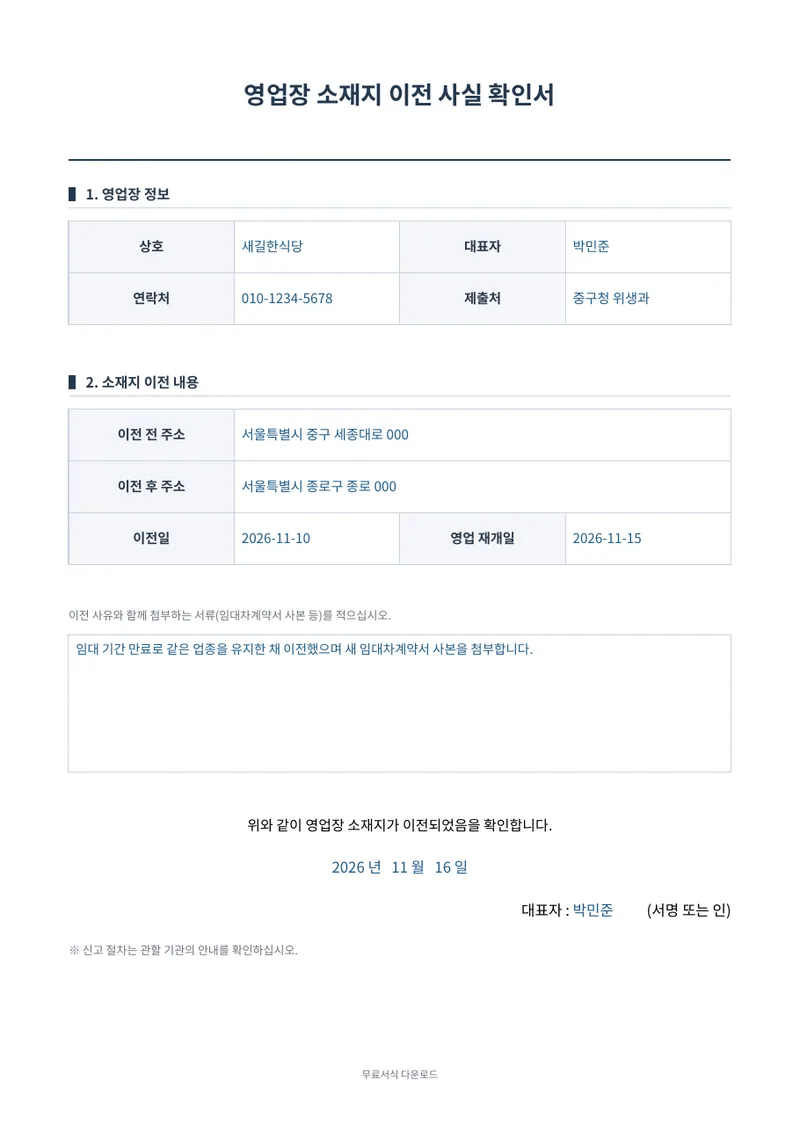 영업장 소재지 이전 사실 확인서
1. 영업장 정보
상호 새길한식당 대표자 박민준
연락처 010-1234-5678 제출처 중구청 위생과
2. 소재지 이전 내용
이전 전 주소 서울특별시 중구 세종대로 000
이전 후 주소 서울특별시 종로구 종로 000
이전일 2026-11-10 영업 재개일 2026-11-15
이전 사유와 함께 첨부하는 서류(임대차계약서 사본 등)를 적으십시오.
임대 기간 만료로 같은 업종을 유지한 채 이전했으며 새 임대차계약서 사본을 첨부합니다.
위와 같이 영업장 소재지가 이전되었음을 확인합니다.
2026 년 11 월 16 일
대표자 : 박민준 (서명 또는 인)
※ 신고 절차는 관할 기관의 안내를 확인하십시오.
무료서식 다운로드